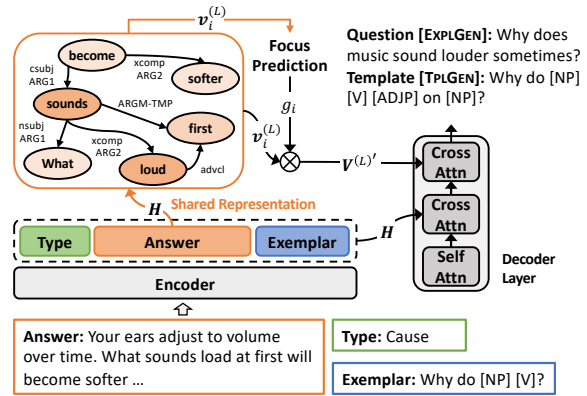 v_i^(L)
become
csubj
ARG1
xcomp
ARG2
softer
sounds
ARGM-TMP
first
nsubj
ARG1
xcomp
ARG2
What
loud
advcl
Focus
Prediction
g_i
v_i^(L)
V^(L)′
Question [EXPLGEN]: Why does
music sound louder sometimes?
Template [TPLGEN]: Why do [NP]
[V] [ADJP] on [NP]?
Cross
Attn
Cross
Attn
Self
Attn
Decoder
Layer
H Shared Representation
H
Type
Answer
Exemplar
Encoder
Answer: Your ears adjust to volume
over time. What sounds load at first will
become softer ...
Type: Cause
Exemplar: Why do [NP] [V]?